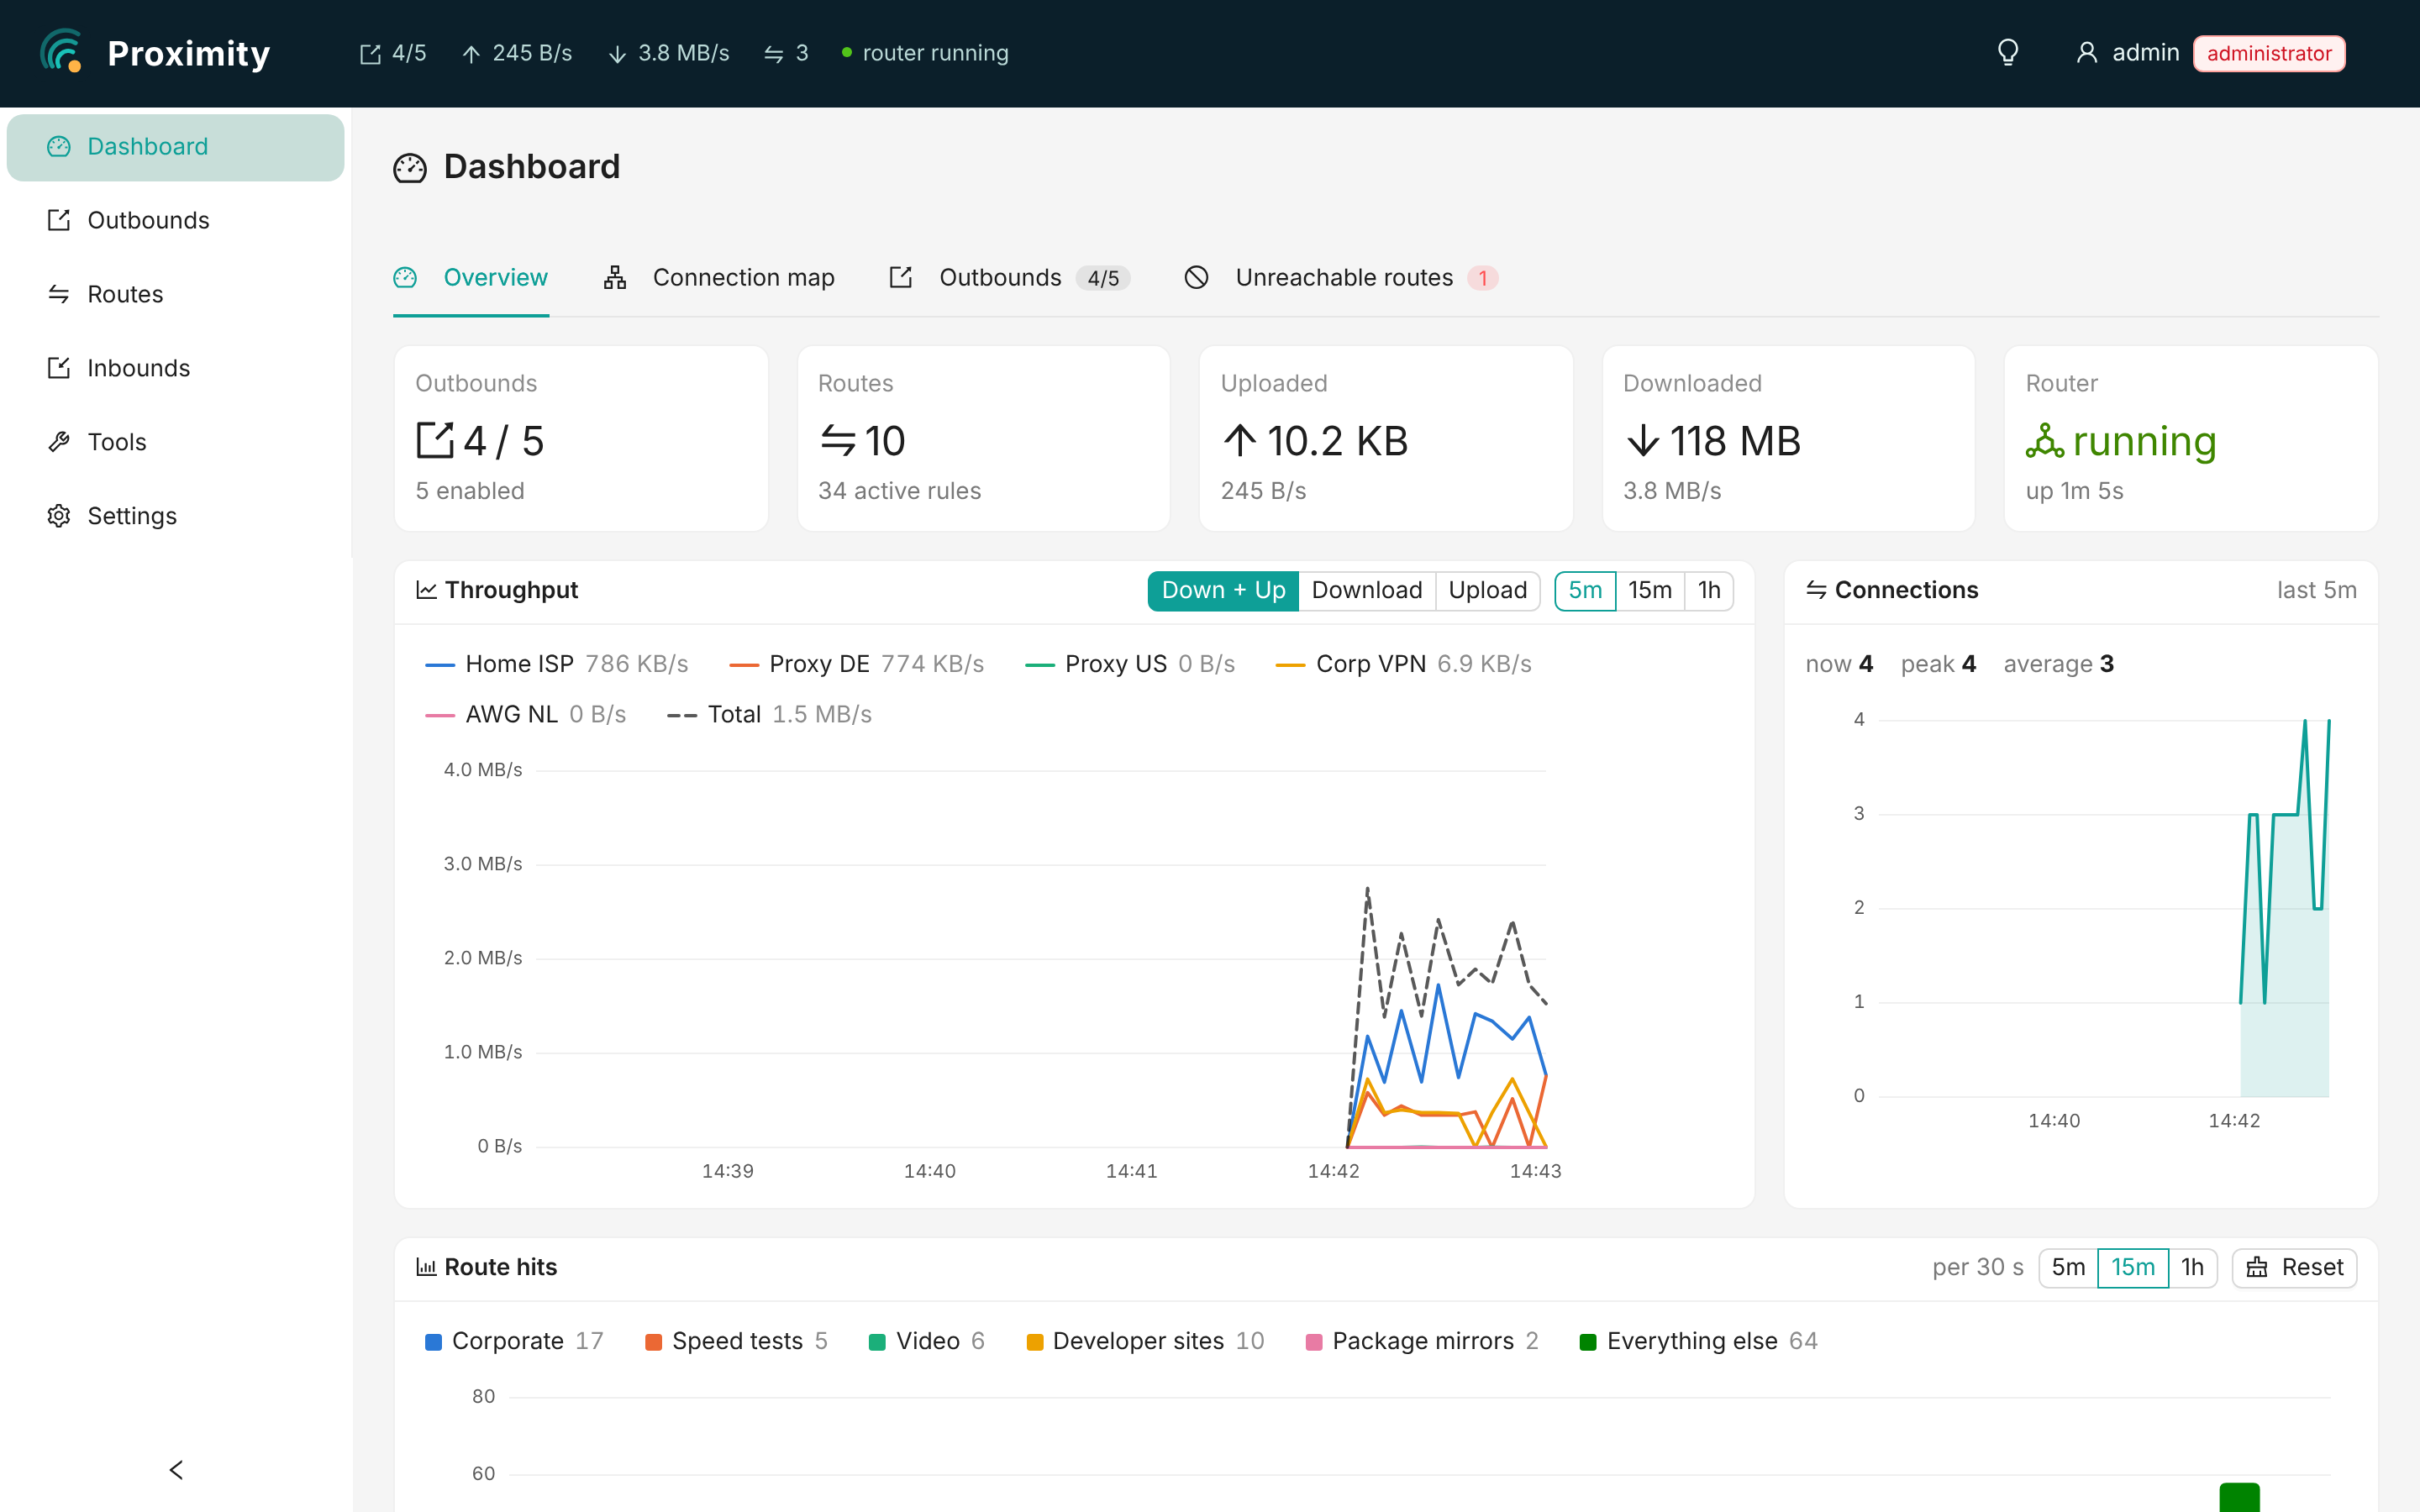 Proximity
4/5 245 B/s 3.8 MB/s 3 router running
admin administrator
Dashboard
Outbounds
Routes
Inbounds
Tools
Settings
Dashboard
Overview Connection map Outbounds 4/5 Unreachable routes 1
Outbounds
4 / 5
5 enabled
Routes
10
34 active rules
Uploaded
10.2 KB
245 B/s
Downloaded
118 MB
3.8 MB/s
Router
running
up 1m 5s
Throughput Down + Up Download Upload 5m 15m 1h
Home ISP 786 KB/s Proxy DE 774 KB/s Proxy US 0 B/s Corp VPN 6.9 KB/s
AWG NL 0 B/s Total 1.5 MB/s
4.0 MB/s
3.0 MB/s
2.0 MB/s
1.0 MB/s
0 B/s
14:39 14:40 14:41 14:42 14:43
Connections last 5m
now 4 peak 4 average 3
4
3
2
1
0
14:40 14:42
Route hits per 30 s 5m 15m 1h Reset
Corporate 17 Speed tests 5 Video 6 Developer sites 10 Package mirrors 2 Everything else 64
80
60